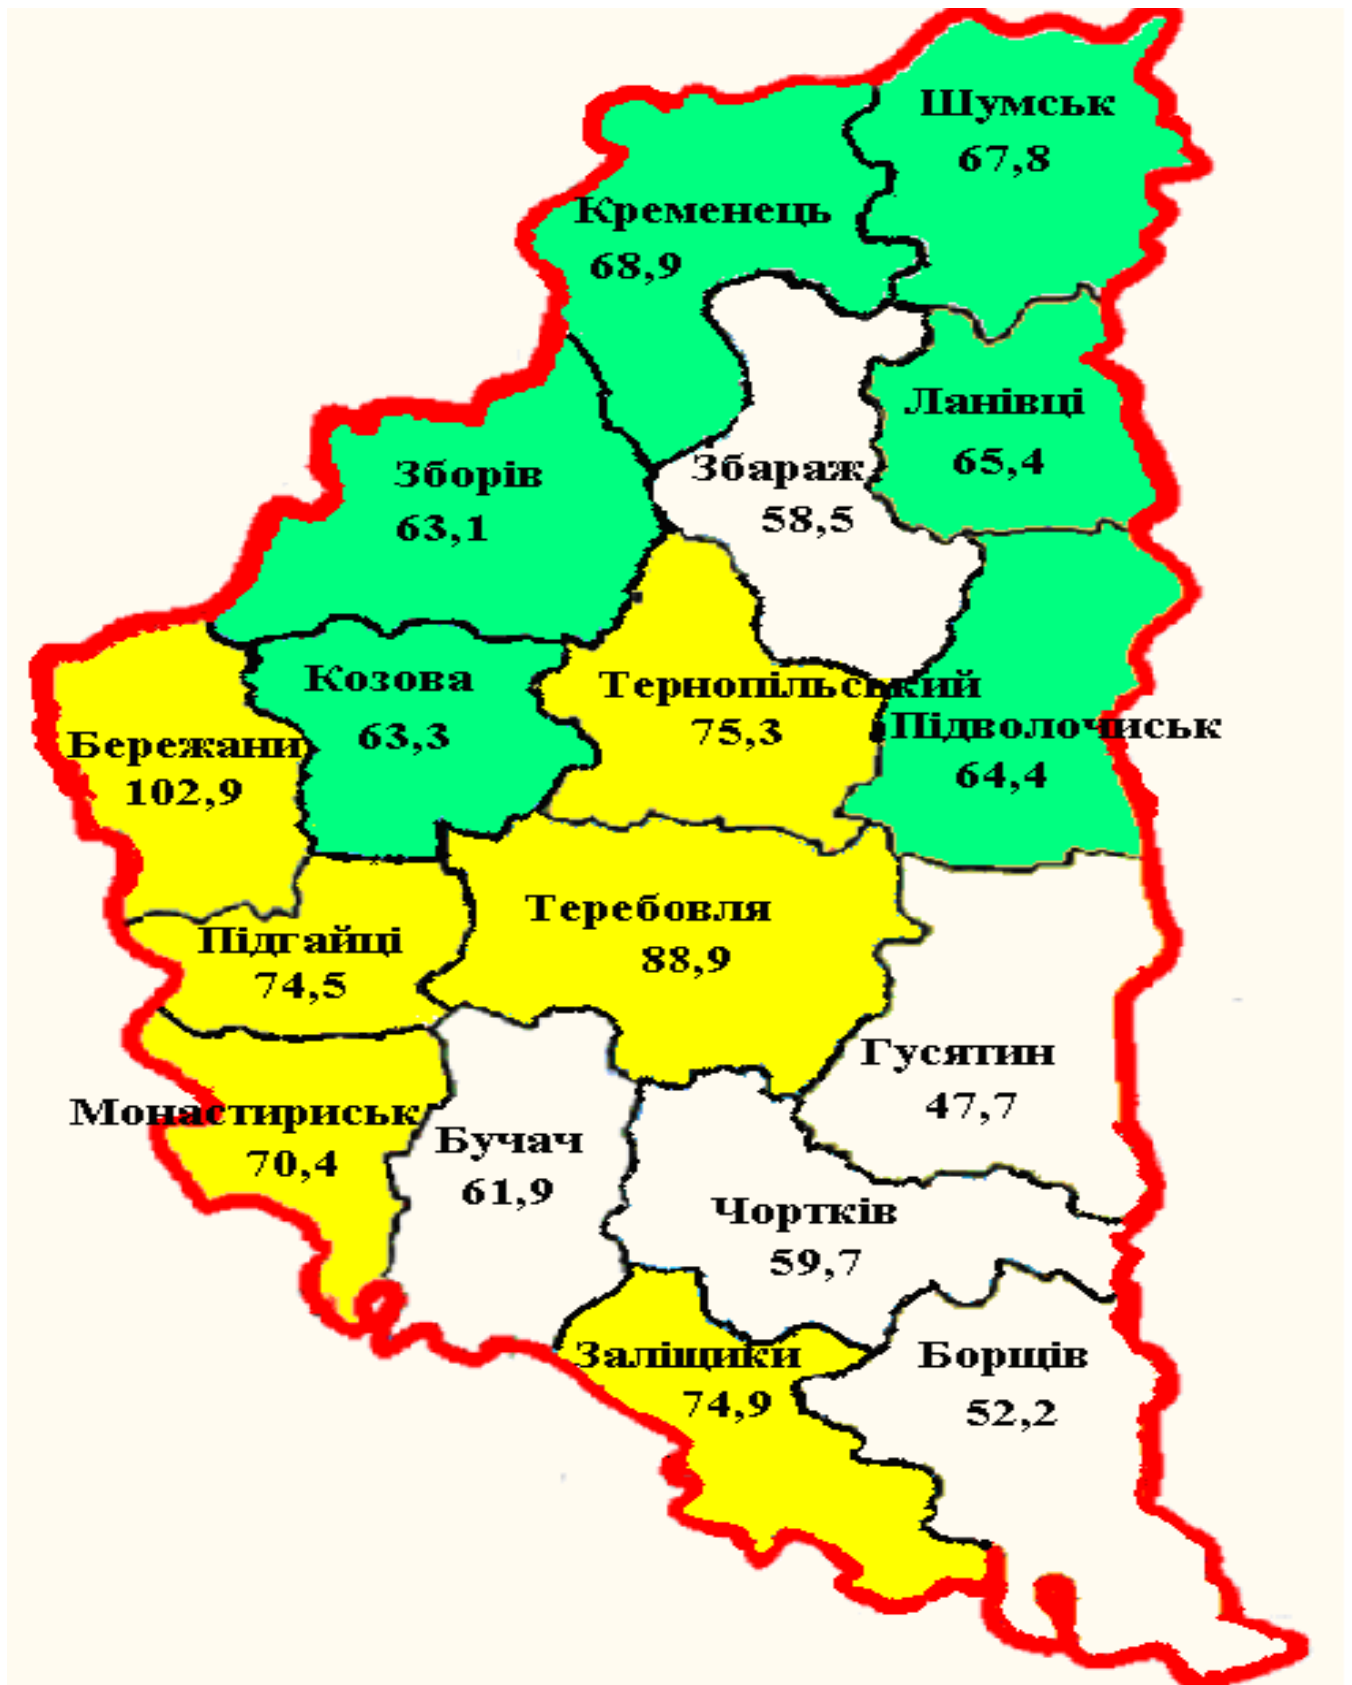 Шумськ
67,8
Кременець
68,9
Ланівці
65,4
Збараж
58,5
Зборів
63,1
Козова
63,3
Тернопільський
75,3
Підволочиськ
64,4
Бережани
102,9
Теребовля
88,9
Підгайці
74,5
Гусятин
47,7
Монастириськ
70,4
Бучач
61,9
Чортків
59,7
Заліщики
74,9
Борщів
52,2